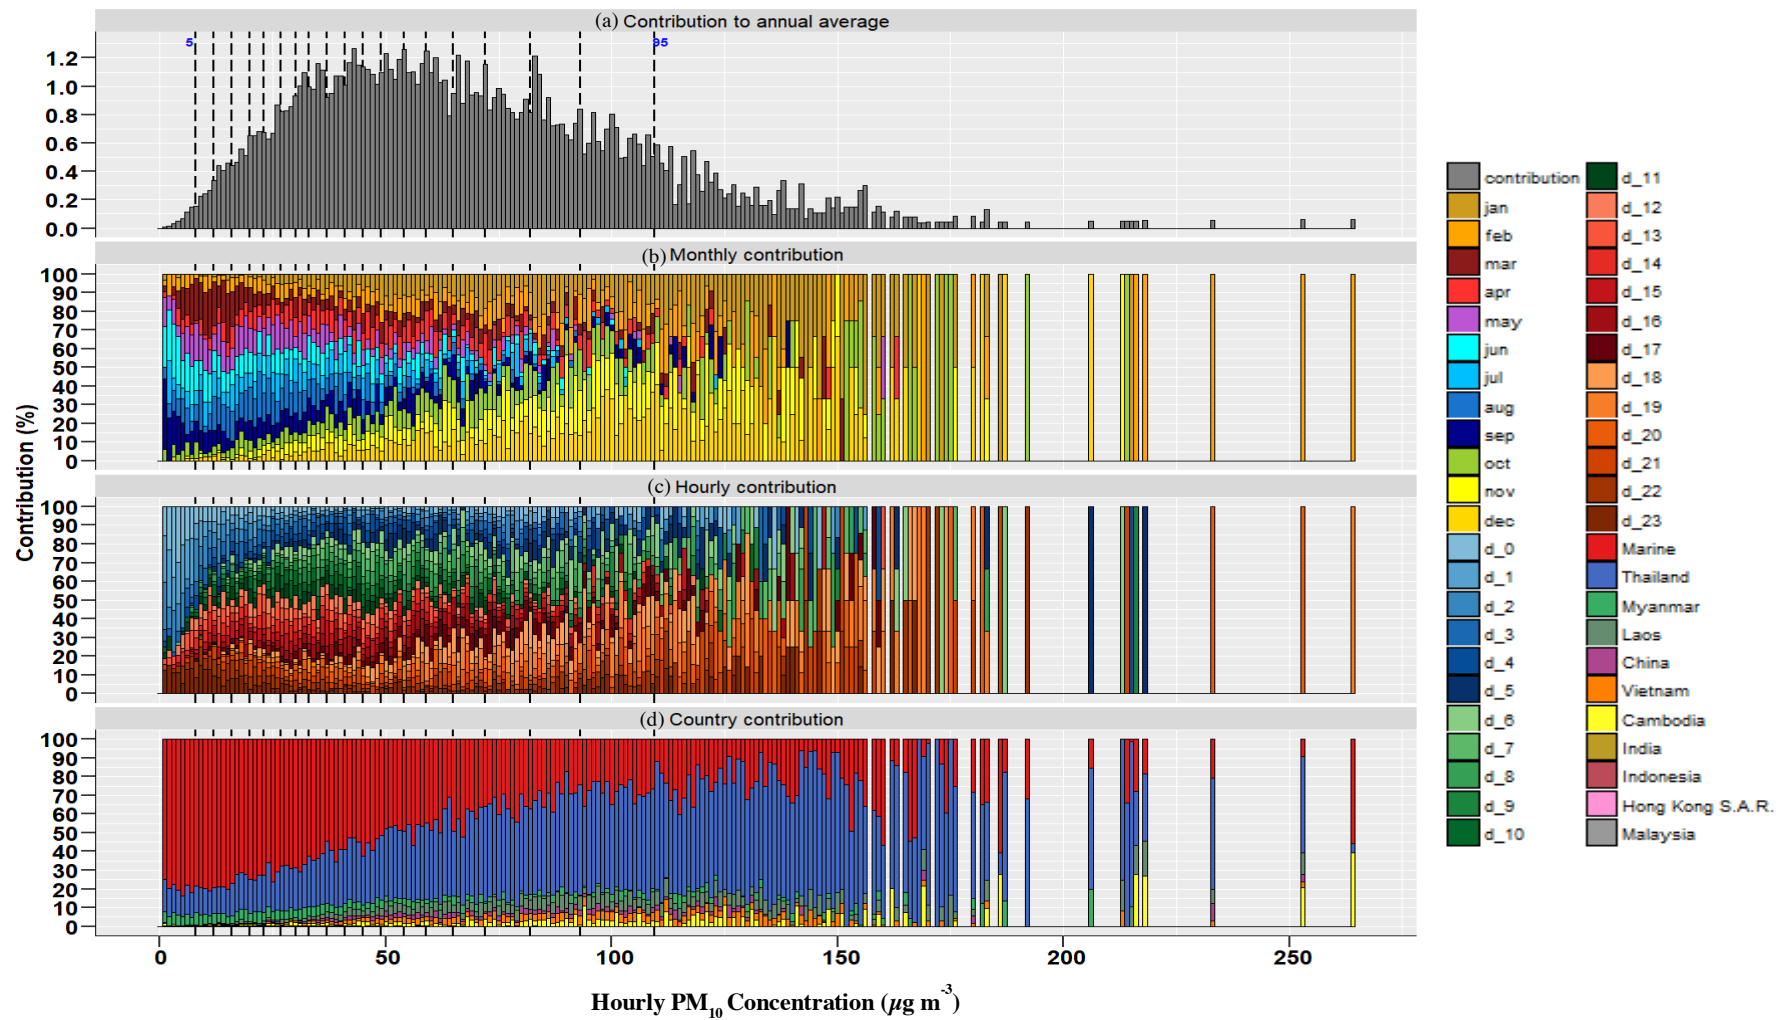 (a) Contribution to annual average
5
95
1.2
1.0
0.8
0.6
0.4
0.2
0.0
(b) Monthly contribution
100
90
80
70
60
50
40
30
20
10
0
(c) Hourly contribution
100
90
80
70
60
50
40
30
20
10
0
(d) Country contribution
100
90
80
70
60
50
40
30
20
10
0
Contribution (%)
0 50 100 150 200 250
Hourly PM10 Concentration (µg m-3)
contribution
jan
feb
mar
apr
may
jun
jul
aug
sep
oct
nov
dec
d_0
d_1
d_2
d_3
d_4
d_5
d_6
d_7
d_8
d_9
d_10
d_11
d_12
d_13
d_14
d_15
d_16
d_17
d_18
d_19
d_20
d_21
d_22
d_23
Marine
Thailand
Myanmar
Laos
China
Vietnam
Cambodia
India
Indonesia
Hong Kong S.A.R.
Malaysia